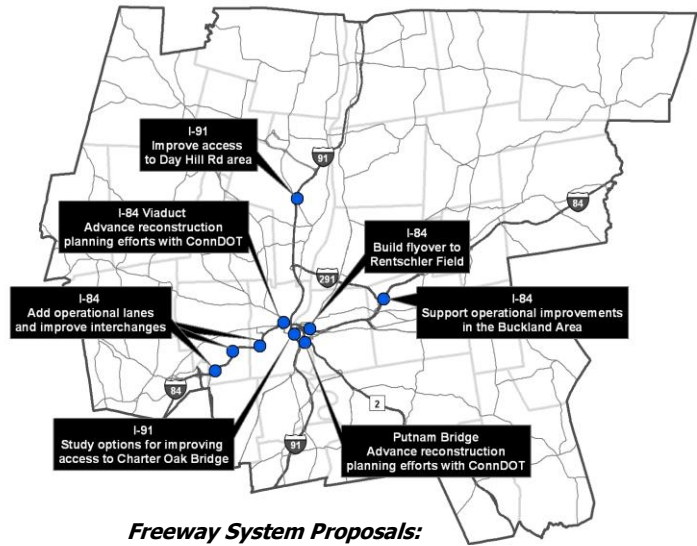 I-91
Improve access
to Day Hill Rd area
91
84
I-84 Viaduct
Advance reconstruction
planning efforts with ConnDOT
I-84
Build flyover to
Rentschler Field
291
I-84
Add operational lanes
and improve interchanges
I-84
Support operational improvements
in the Buckland Area
84
2
I-91
Study options for improving
access to Charter Oak Bridge
91
Putnam Bridge
Advance reconstruction
planning efforts with ConnDOT
Freeway System Proposals: